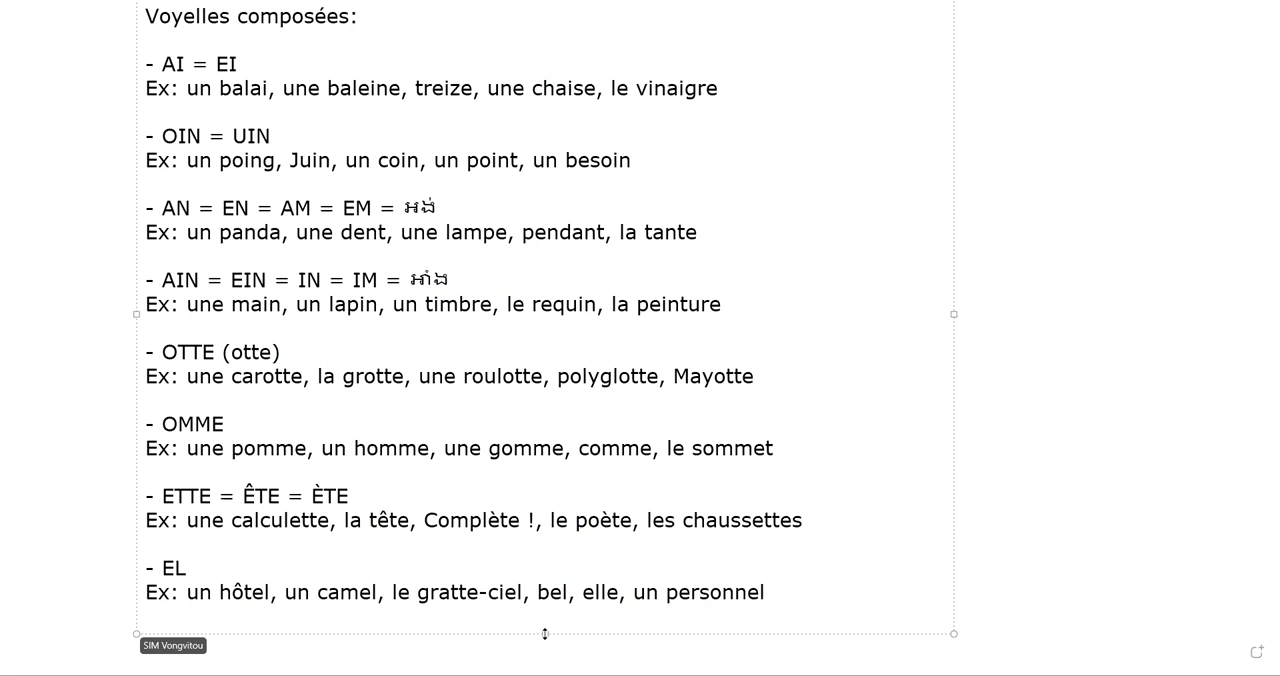 Voyelles composées:
- AI = EI
Ex: un balai, une baleine, treize, une chaise, le vinaigre
- OIN = UIN
Ex: un poing, Juin, un coin, un point, un besoin
- AN = EN = AM = EM = អង់
Ex: un panda, une dent, une lampe, pendant, la tante
- AIN = EIN = IN = IM = អាំង
Ex: une main, un lapin, un timbre, le requin, la peinture
- OTTE (otte)
Ex: une carotte, la grotte, une roulotte, polyglotte, Mayotte
- OMME
Ex: une pomme, un homme, une gomme, comme, le sommet
- ETTE = ÊTE = ÈTE
Ex: une calculette, la tête, Complète !, le poète, les chaussettes
- EL
Ex: un hôtel, un camel, le gratte-ciel, bel, elle, un personnel
SIM Vongvitou